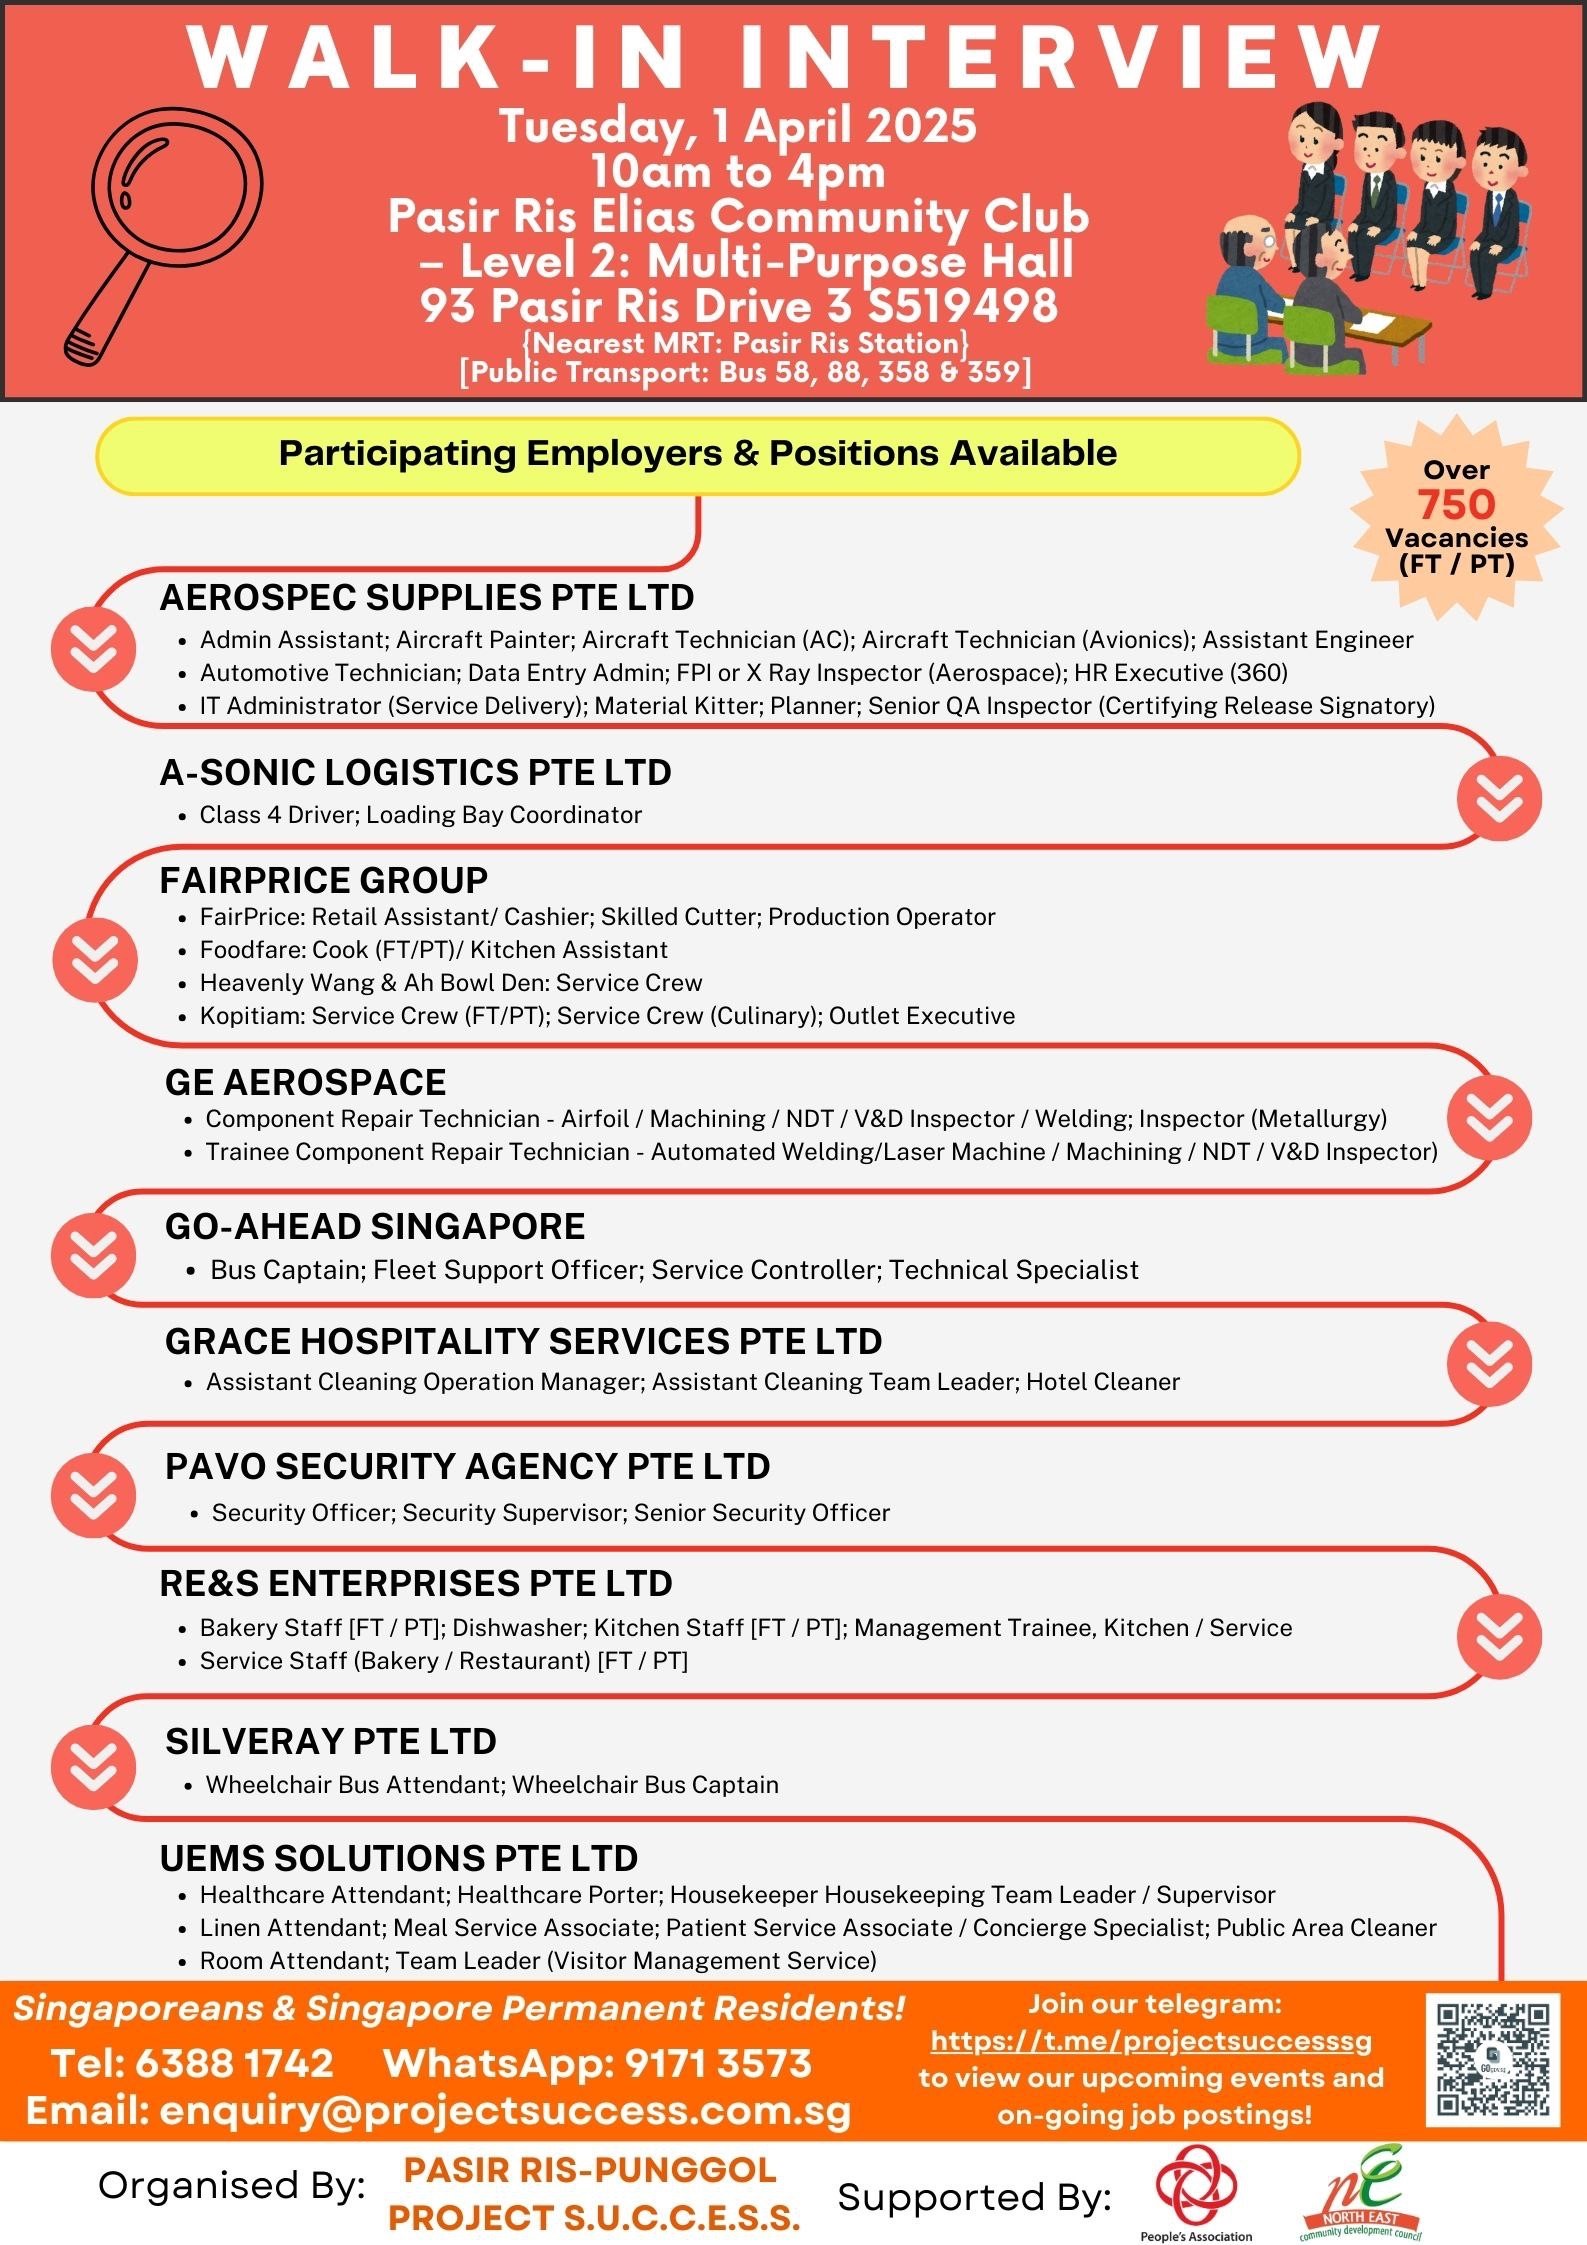 WALK-IN INTERVIEW
Tuesday, 1 April 2025
10am to 4pm
Pasir Ris Elias Community Club
– Level 2: Multi-Purpose Hall
93 Pasir Ris Drive 3 S519498
{Nearest MRT: Pasir Ris Station}
[Public Transport: Bus 58, 88, 358 & 359]
Participating Employers & Positions Available
Over
750
Vacancies
(FT / PT)
AEROSPEC SUPPLIES PTE LTD
• Admin Assistant; Aircraft Painter; Aircraft Technician (AC); Aircraft Technician (Avionics); Assistant Engineer
• Automotive Technician; Data Entry Admin; FPI or X Ray Inspector (Aerospace); HR Executive (360)
• IT Administrator (Service Delivery); Material Kitter; Planner; Senior QA Inspector (Certifying Release Signatory)
A-SONIC LOGISTICS PTE LTD
• Class 4 Driver; Loading Bay Coordinator
FAIRPRICE GROUP
• FairPrice: Retail Assistant/ Cashier; Skilled Cutter; Production Operator
• Foodfare: Cook (FT/PT)/ Kitchen Assistant
• Heavenly Wang & Ah Bowl Den: Service Crew
• Kopitiam: Service Crew (FT/PT); Service Crew (Culinary); Outlet Executive
GE AEROSPACE
• Component Repair Technician - Airfoil / Machining / NDT / V&D Inspector / Welding; Inspector (Metallurgy)
• Trainee Component Repair Technician - Automated Welding/Laser Machine / Machining / NDT / V&D Inspector)
GO-AHEAD SINGAPORE
• Bus Captain; Fleet Support Officer; Service Controller; Technical Specialist
GRACE HOSPITALITY SERVICES PTE LTD
• Assistant Cleaning Operation Manager; Assistant Cleaning Team Leader; Hotel Cleaner
PAVO SECURITY AGENCY PTE LTD
• Security Officer; Security Supervisor; Senior Security Officer
RE&S ENTERPRISES PTE LTD
• Bakery Staff [FT / PT]; Dishwasher; Kitchen Staff [FT / PT]; Management Trainee, Kitchen / Service
• Service Staff (Bakery / Restaurant) [FT / PT]
SILVERAY PTE LTD
• Wheelchair Bus Attendant; Wheelchair Bus Captain
UEMS SOLUTIONS PTE LTD
• Healthcare Attendant; Healthcare Porter; Housekeeper Housekeeping Team Leader / Supervisor
• Linen Attendant; Meal Service Associate; Patient Service Associate / Concierge Specialist; Public Area Cleaner
• Room Attendant; Team Leader (Visitor Management Service)
Singaporeans & Singapore Permanent Residents!
Tel: 6388 1742 WhatsApp: 9171 3573
Email: enquiry@projectsuccess.com.sg
Join our telegram:
https://t.me/projectsuccesssg
to view our upcoming events and
on-going job postings!
GOgov.sg
Organised By:
PASIR RIS-PUNGGOL
PROJECT S.U.C.C.E.S.S.
Supported By:
People's Association
nE
NORTH EAST
community development council